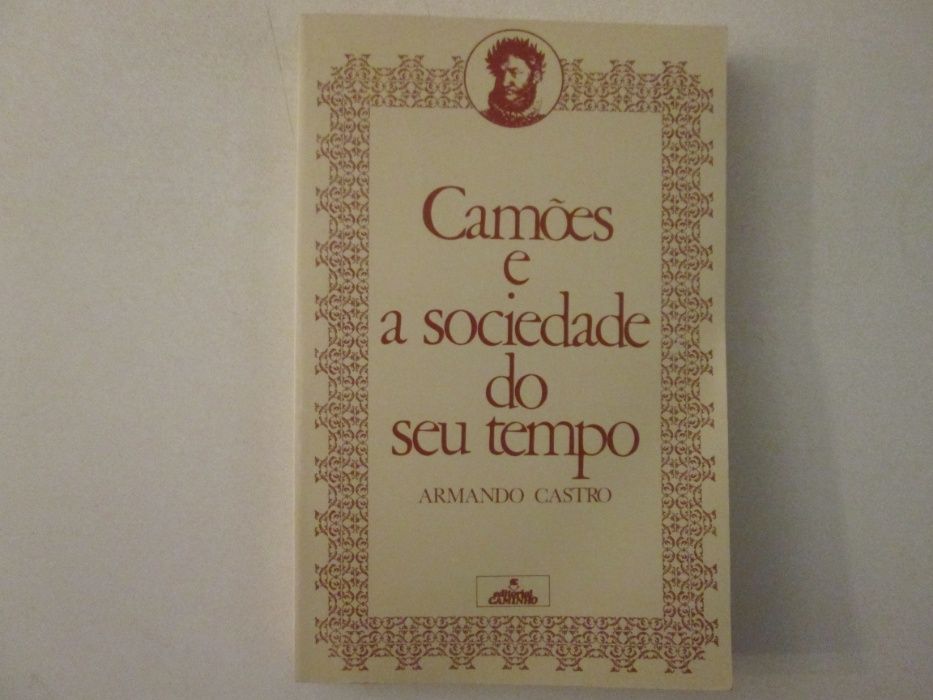 Camões
e
a sociedade
do
seu tempo
ARMANDO CASTRO
editorial
CAMINHO